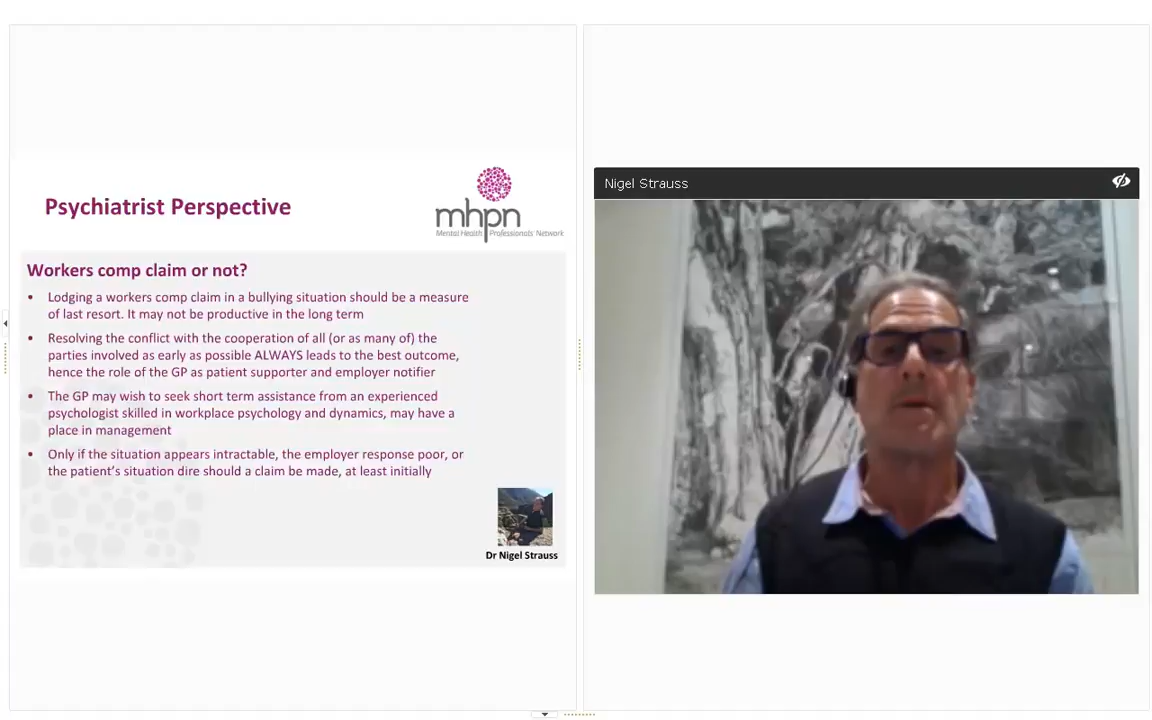 Psychiatrist Perspective
mhpn
Mental Health Professionals' Network
Workers comp claim or not?
• Lodging a workers comp claim in a bullying situation should be a measure
of last resort. It may not be productive in the long term
• Resolving the conflict with the cooperation of all (or as many of) the
parties involved as early as possible ALWAYS leads to the best outcome,
hence the role of the GP as patient supporter and employer notifier
• The GP may wish to seek short term assistance from an experienced
psychologist skilled in workplace psychology and dynamics, may have a
place in management
• Only if the situation appears intractable, the employer response poor, or
the patient's situation dire should a claim be made, at least initially
Dr Nigel Strauss
Nigel Strauss